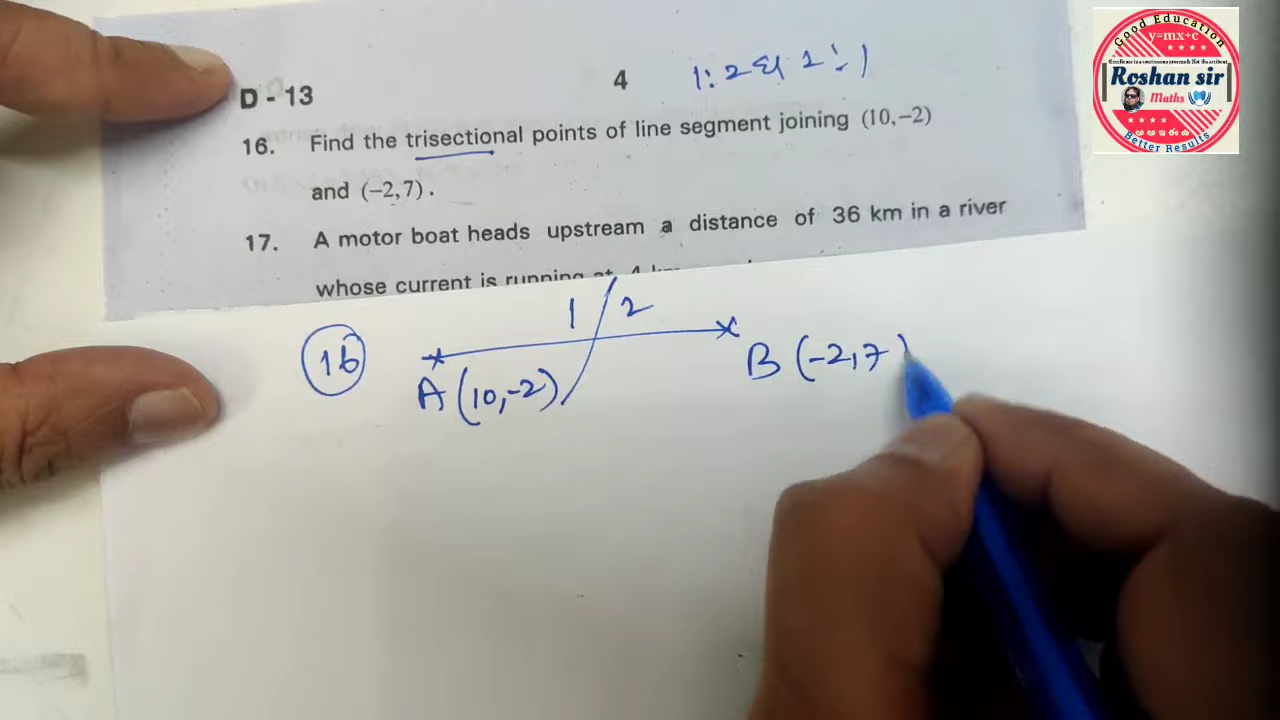 D - 13
4
1:2 ઘ 2:1
16. Find the trisectional points of line segment joining (10,−2)
and (−2,7).
17. A motor boat heads upstream a distance of 36 km in a river
whose current is running at 4
1 2
16
A (10,-2)
B (-2,7)
Good Education
y=mx+c
Roshan sir
Maths
Better Results